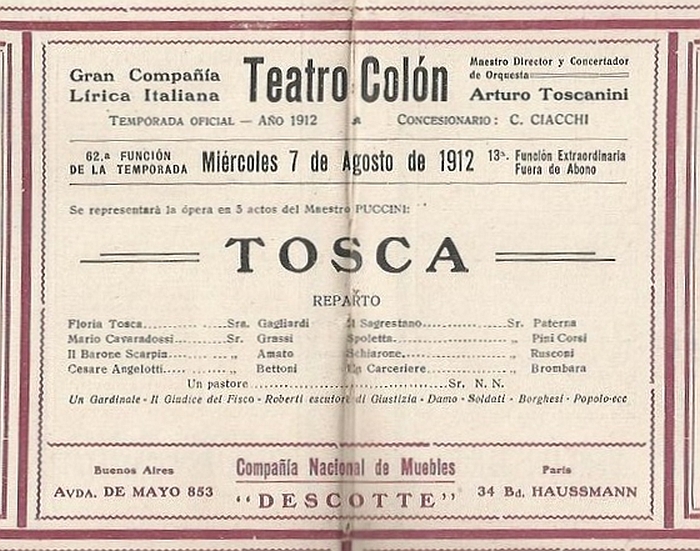 Gran Compañía
Lírica Italiana
Teatro Colón
Maestro Director y Concertador
de Orquesta
Arturo Toscanini
TEMPORADA OFICIAL — AÑO 1912
CONCESIONARIO: C. CIACCHI
62.ª FUNCIÓN
DE LA TEMPORADA
Miércoles 7 de Agosto de 1912
13ª. Función Extraordinaria
Fuera de Abono
Se representará la ópera en 3 actos del Maestro PUCCINI:
TOSCA
REPARTO
Floria Tosca............Sra. Gagliardi
Mario Cavaradossi......Sr. Grassi
Il Barone Scarpia......„ Amato
Cesare Angelotti.........„ Bettoni
Il Sagrestano...............Sr. Paterna
Spoletta......................„ Pini Corsi
Schiarone....................„ Rusconi
Un Carceriere..............„ Brombara
Un pastore..........................................Sr. N. N.
Un Gardinale - Il Giudice del Fisco - Roberti escutore di Giustizia - Damo - Soldati - Borghesi - Popolo-ecc
Buenos Aires
AVDA. DE MAYO 853
Compañía Nacional de Muebles
“DESCOTTE”
Paris
34 Bd. HAUSSMANN